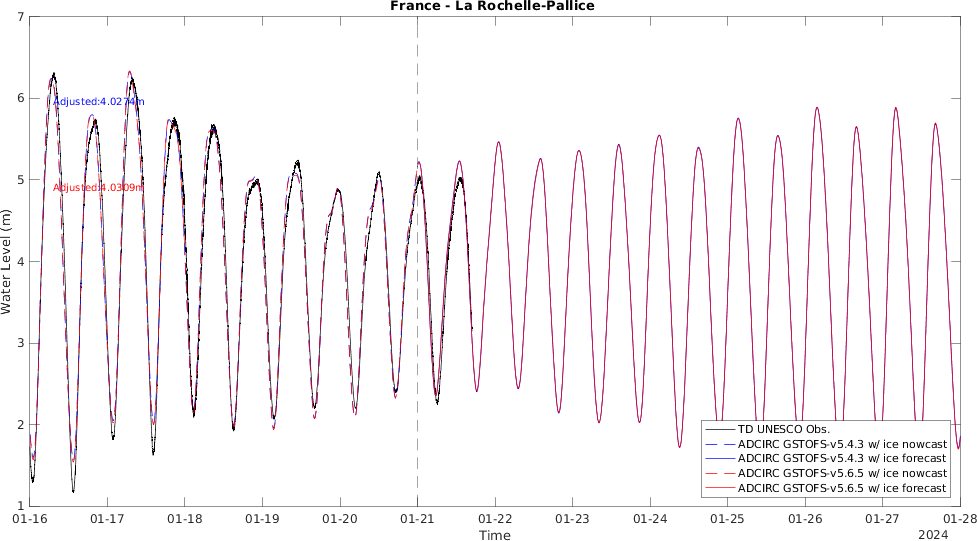 France - La Rochelle-Pallice
7
6
5
4
3
2
1
Water Level (m)
Adjusted:4.0274m
Adjusted:4.0309m
TD UNESCO Obs.
ADCIRC GSTOFS-v5.4.3 w/ ice nowcast
ADCIRC GSTOFS-v5.4.3 w/ ice forecast
ADCIRC GSTOFS-v5.6.5 w/ ice nowcast
ADCIRC GSTOFS-v5.6.5 w/ ice forecast
01-16 01-17 01-18 01-19 01-20 01-21 01-22 01-23 01-24 01-25 01-26 01-27 01-28
Time
2024